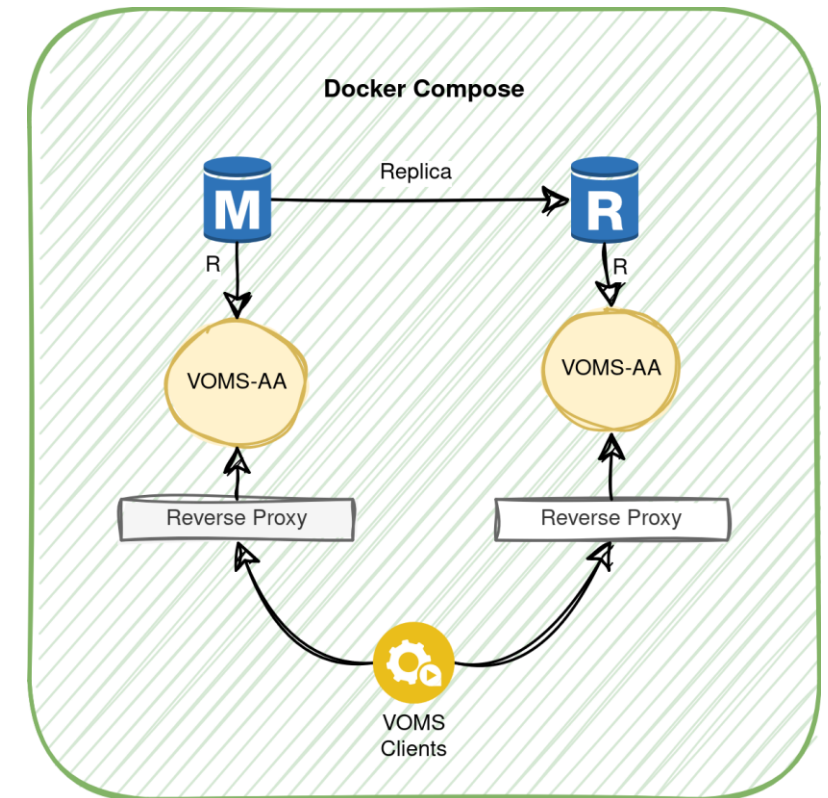 Docker Compose
Replica
M
R
R
R
VOMS-AA
VOMS-AA
Reverse Proxy
Reverse Proxy
VOMS
Clients